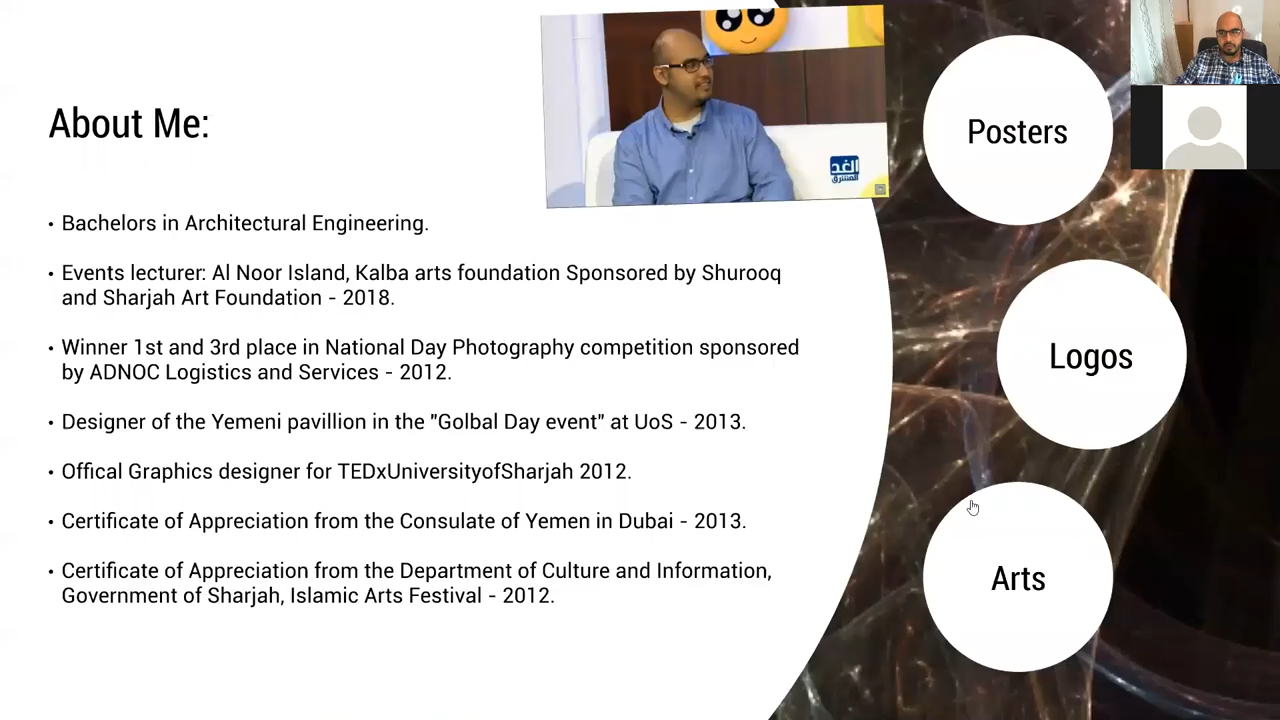 About Me:
• Bachelors in Architectural Engineering.
• Events lecturer: Al Noor Island, Kalba arts foundation Sponsored by Shurooq
and Sharjah Art Foundation - 2018.
• Winner 1st and 3rd place in National Day Photography competition sponsored
by ADNOC Logistics and Services - 2012.
• Designer of the Yemeni pavillion in the "Golbal Day event" at UoS - 2013.
• Offical Graphics designer for TEDxUniversityofSharjah 2012.
• Certificate of Appreciation from the Consulate of Yemen in Dubai - 2013.
• Certificate of Appreciation from the Department of Culture and Information,
Government of Sharjah, Islamic Arts Festival - 2012.
الغد
المشرق
Posters
Logos
Arts